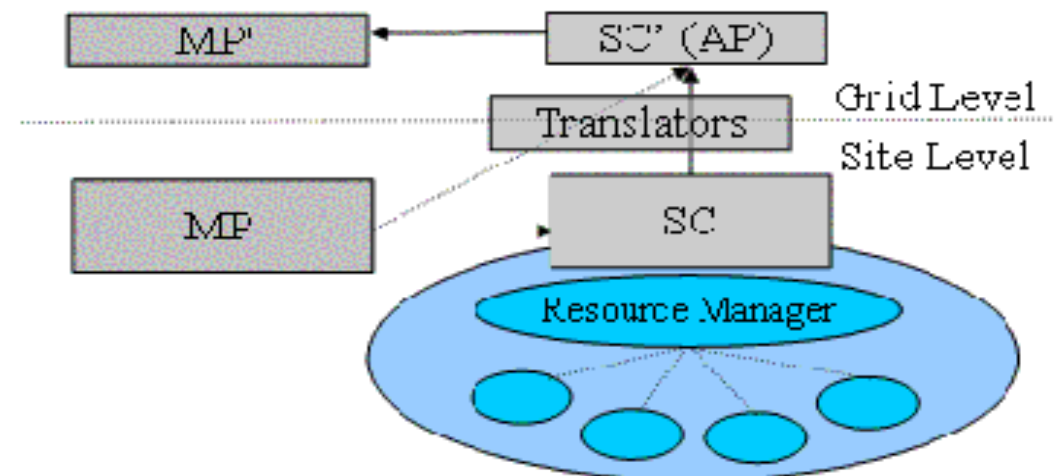 MP'
SC' (AP)
Grid Level
Translators
Site Level
MP
SC
Resource Manager